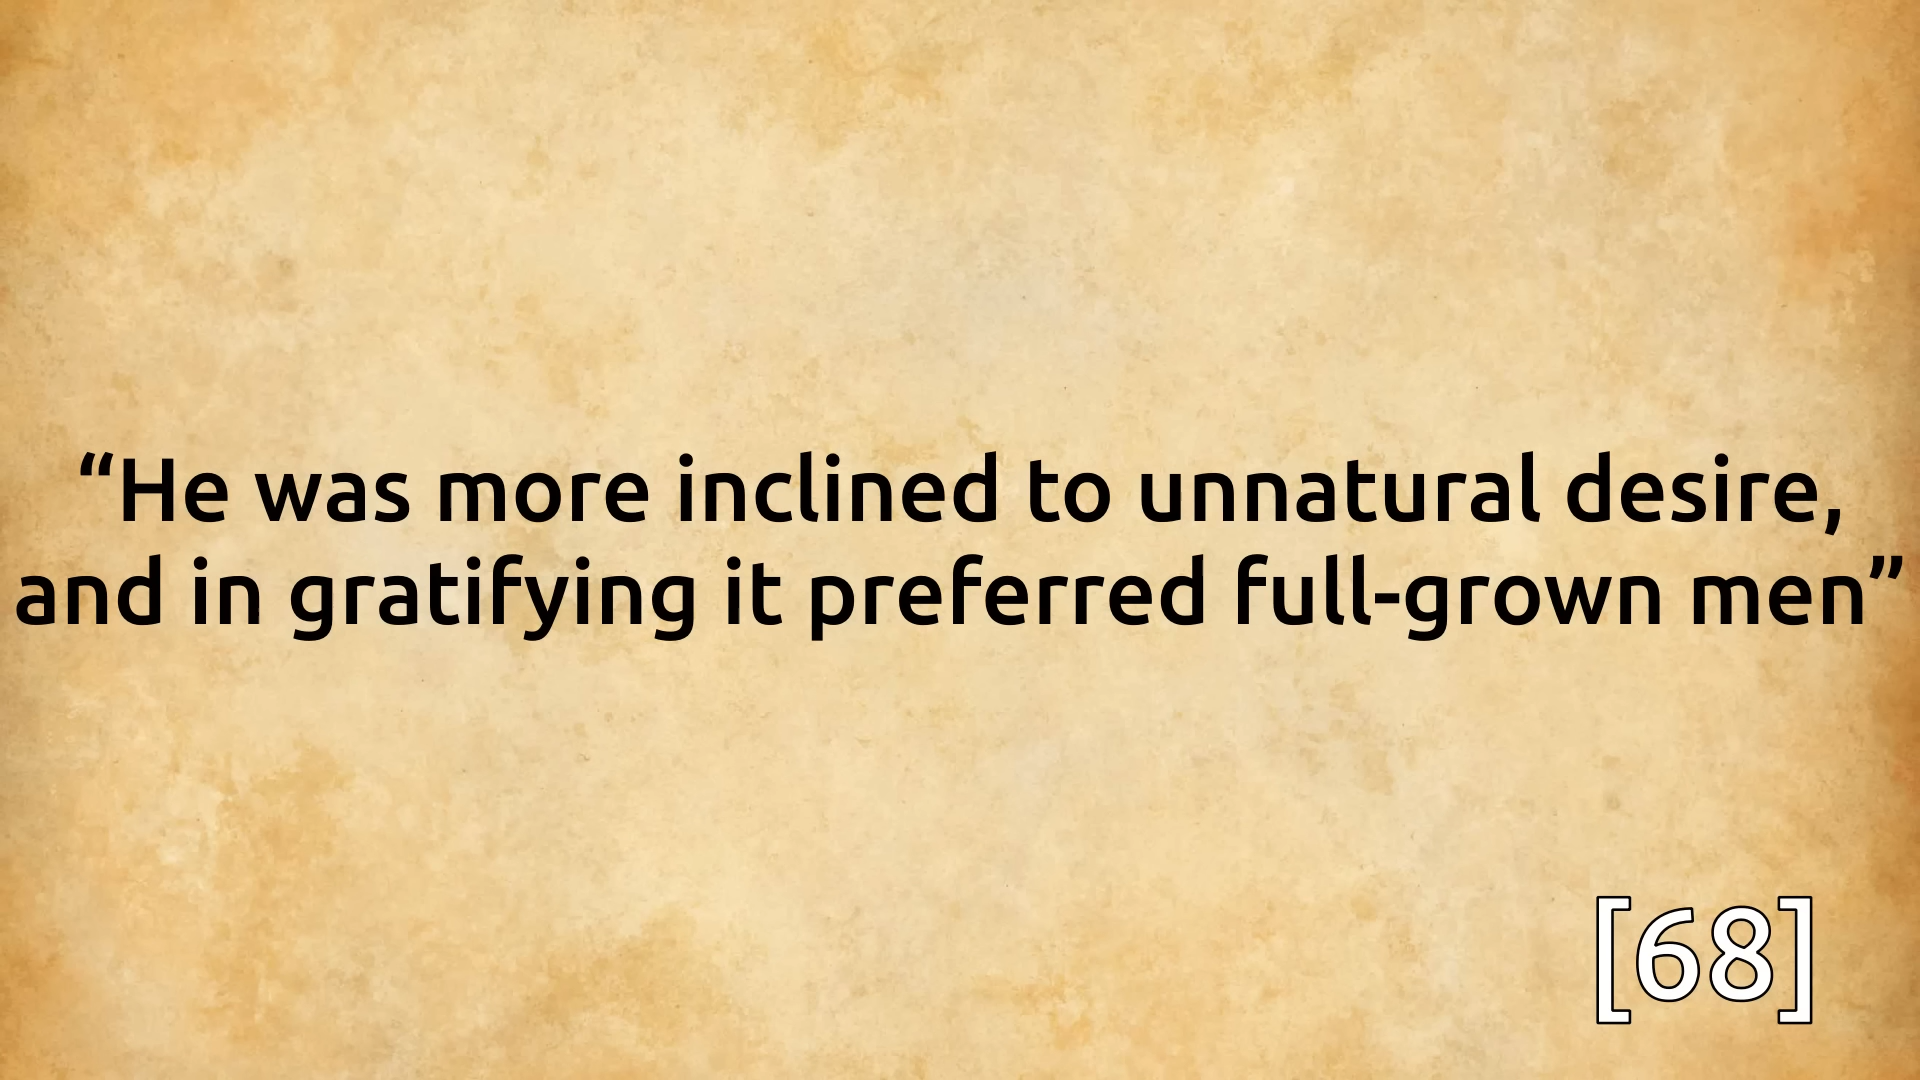 “He was more inclined to unnatural desire,
and in gratifying it preferred full-grown men”
[68]